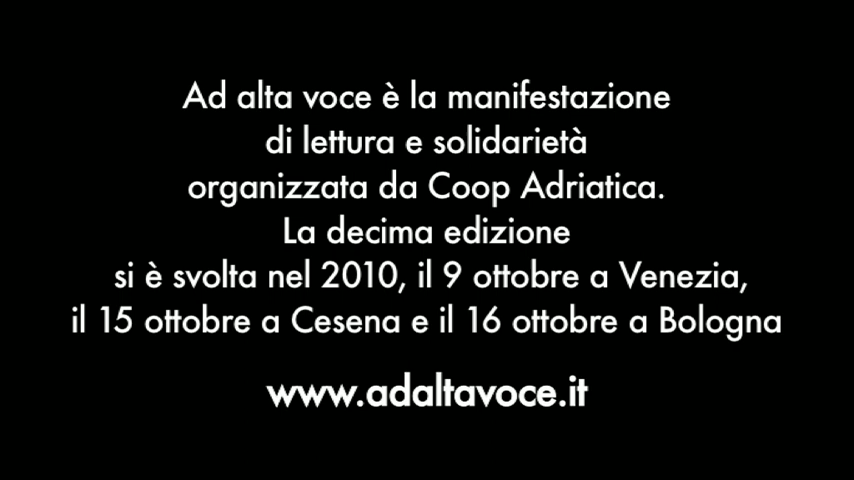 Ad alta voce è la manifestazione
di lettura e solidarietà
organizzata da Coop Adriatica.
La decima edizione
si è svolta nel 2010, il 9 ottobre a Venezia,
il 15 ottobre a Cesena e il 16 ottobre a Bologna
www.adaltavoce.it